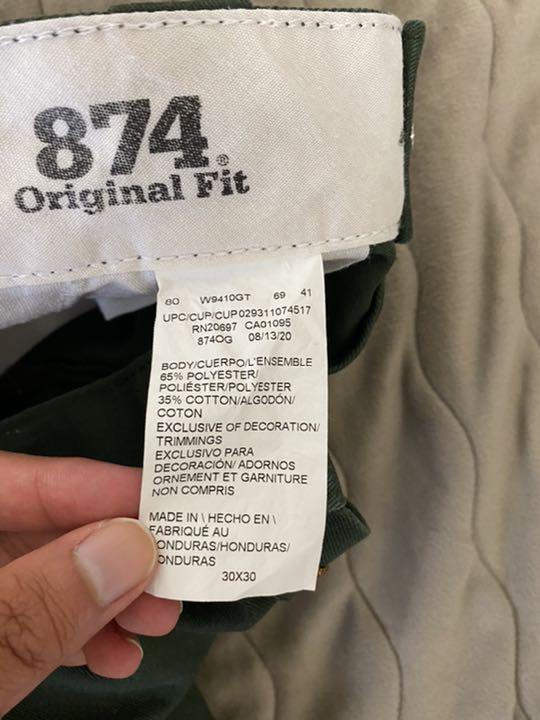 874®
Original Fit
80 W9410GT 69 41
UPC/CUP/CUP029311074517
RN20697 CA01095
874OG 08/13/20
BODY/CUERPO/L'ENSEMBLE
65% POLYESTER/
POLIÉSTER/POLYESTER
35% COTTON/ALGODÓN/
COTON
EXCLUSIVE OF DECORATION/
TRIMMINGS
EXCLUSIVO PARA
DECORACIÓN/ ADORNOS
ORNEMENT ET GARNITURE
NON COMPRIS
MADE IN \ HECHO EN \
FABRIQUÉ AU
ONDURAS/HONDURAS/
ONDURAS
30X30